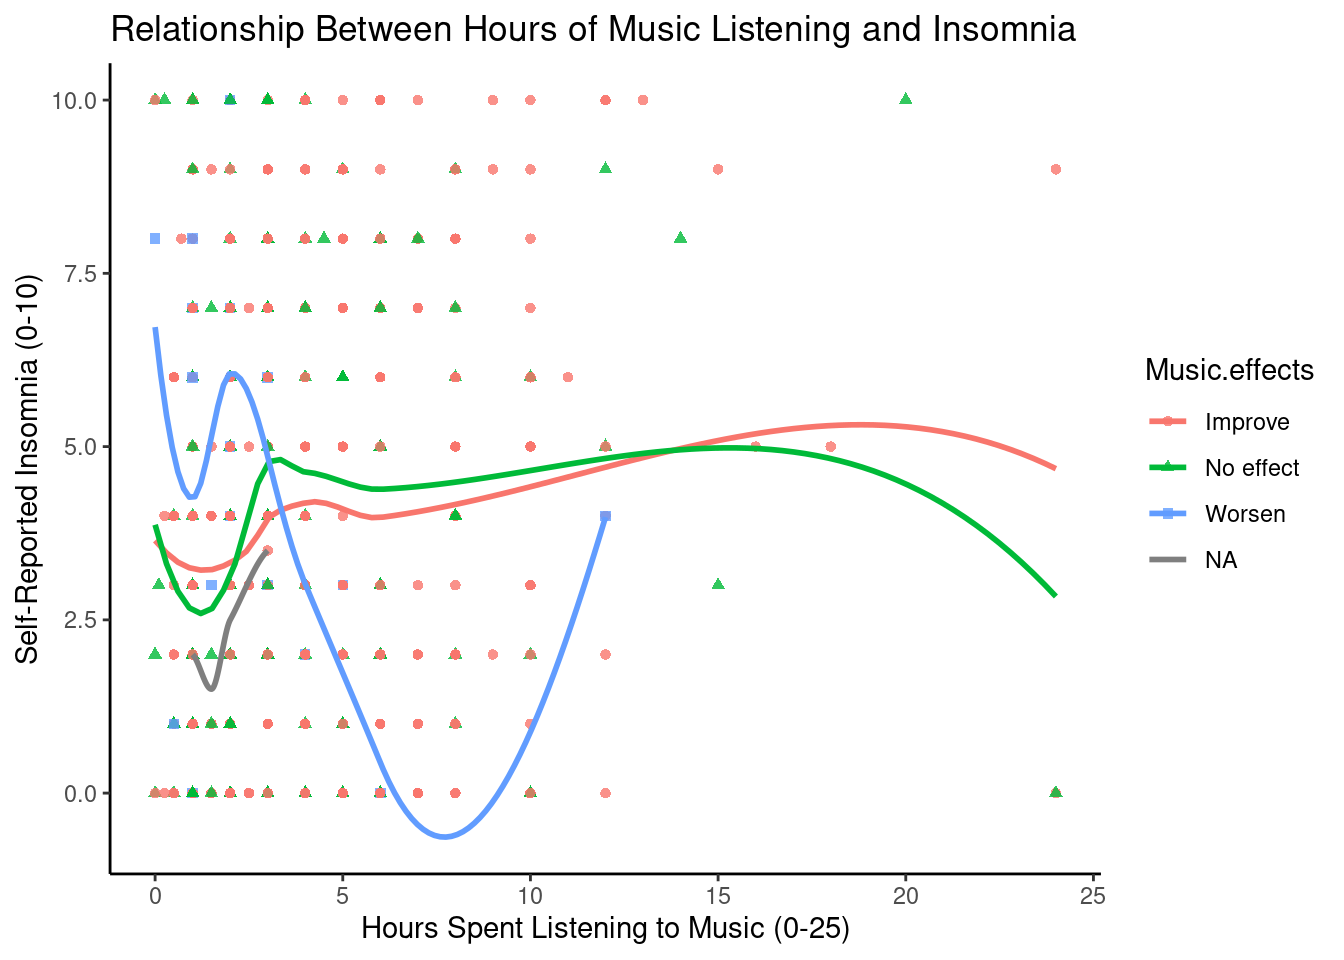 Relationship Between Hours of Music Listening and Insomnia
10.0
7.5
5.0
2.5
0.0
Self-Reported Insomnia (0-10)
0 5 10 15 20 25
Hours Spent Listening to Music (0-25)
Music.effects
Improve
No effect
Worsen
NA